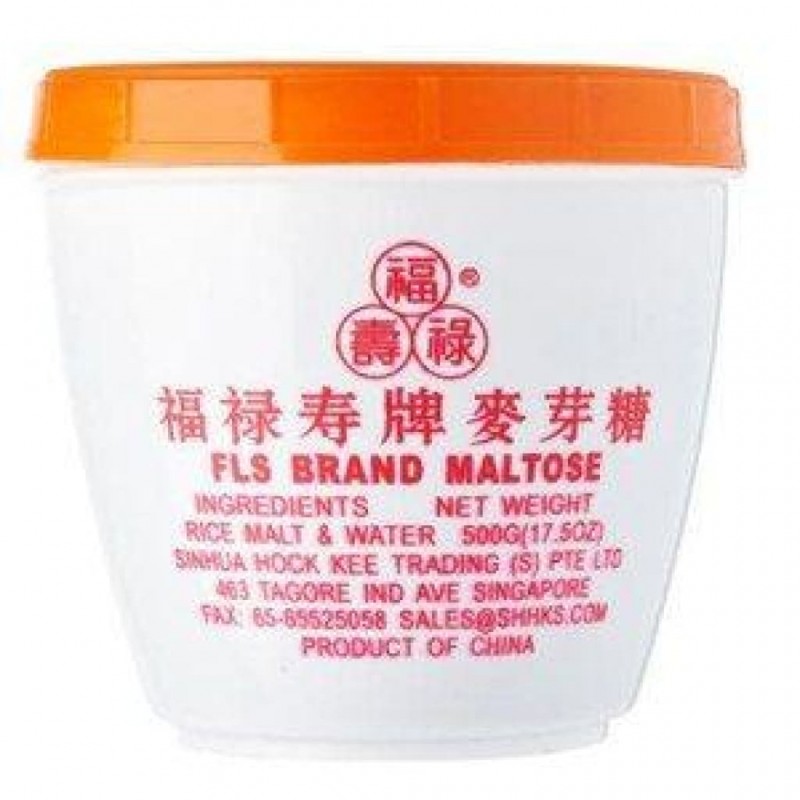 福®
壽禄
福禄寿牌麥芽糖
FLS BRAND MALTOSE
INGREDIENTS NET WEIGHT
RICE MALT & WATER 500G(17.5OZ)
SINHUA HOCK KEE TRADING (S) PTE LTD
463 TAGORE IND AVE SINGAPORE
FAX: 65-65525058 SALES@SHHKS.COM
PRODUCT OF CHINA